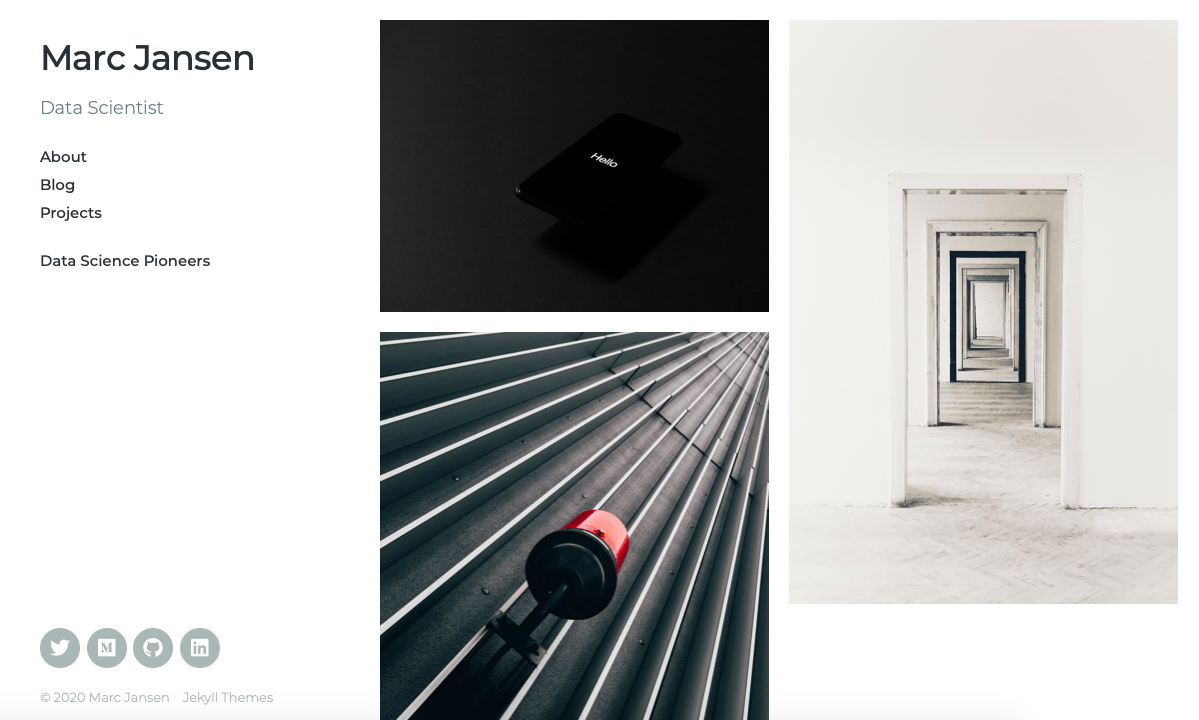 Marc Jansen
Data Scientist
About
Blog
Projects
Data Science Pioneers
© 2020 Marc Jansen Jekyll Themes
Hello